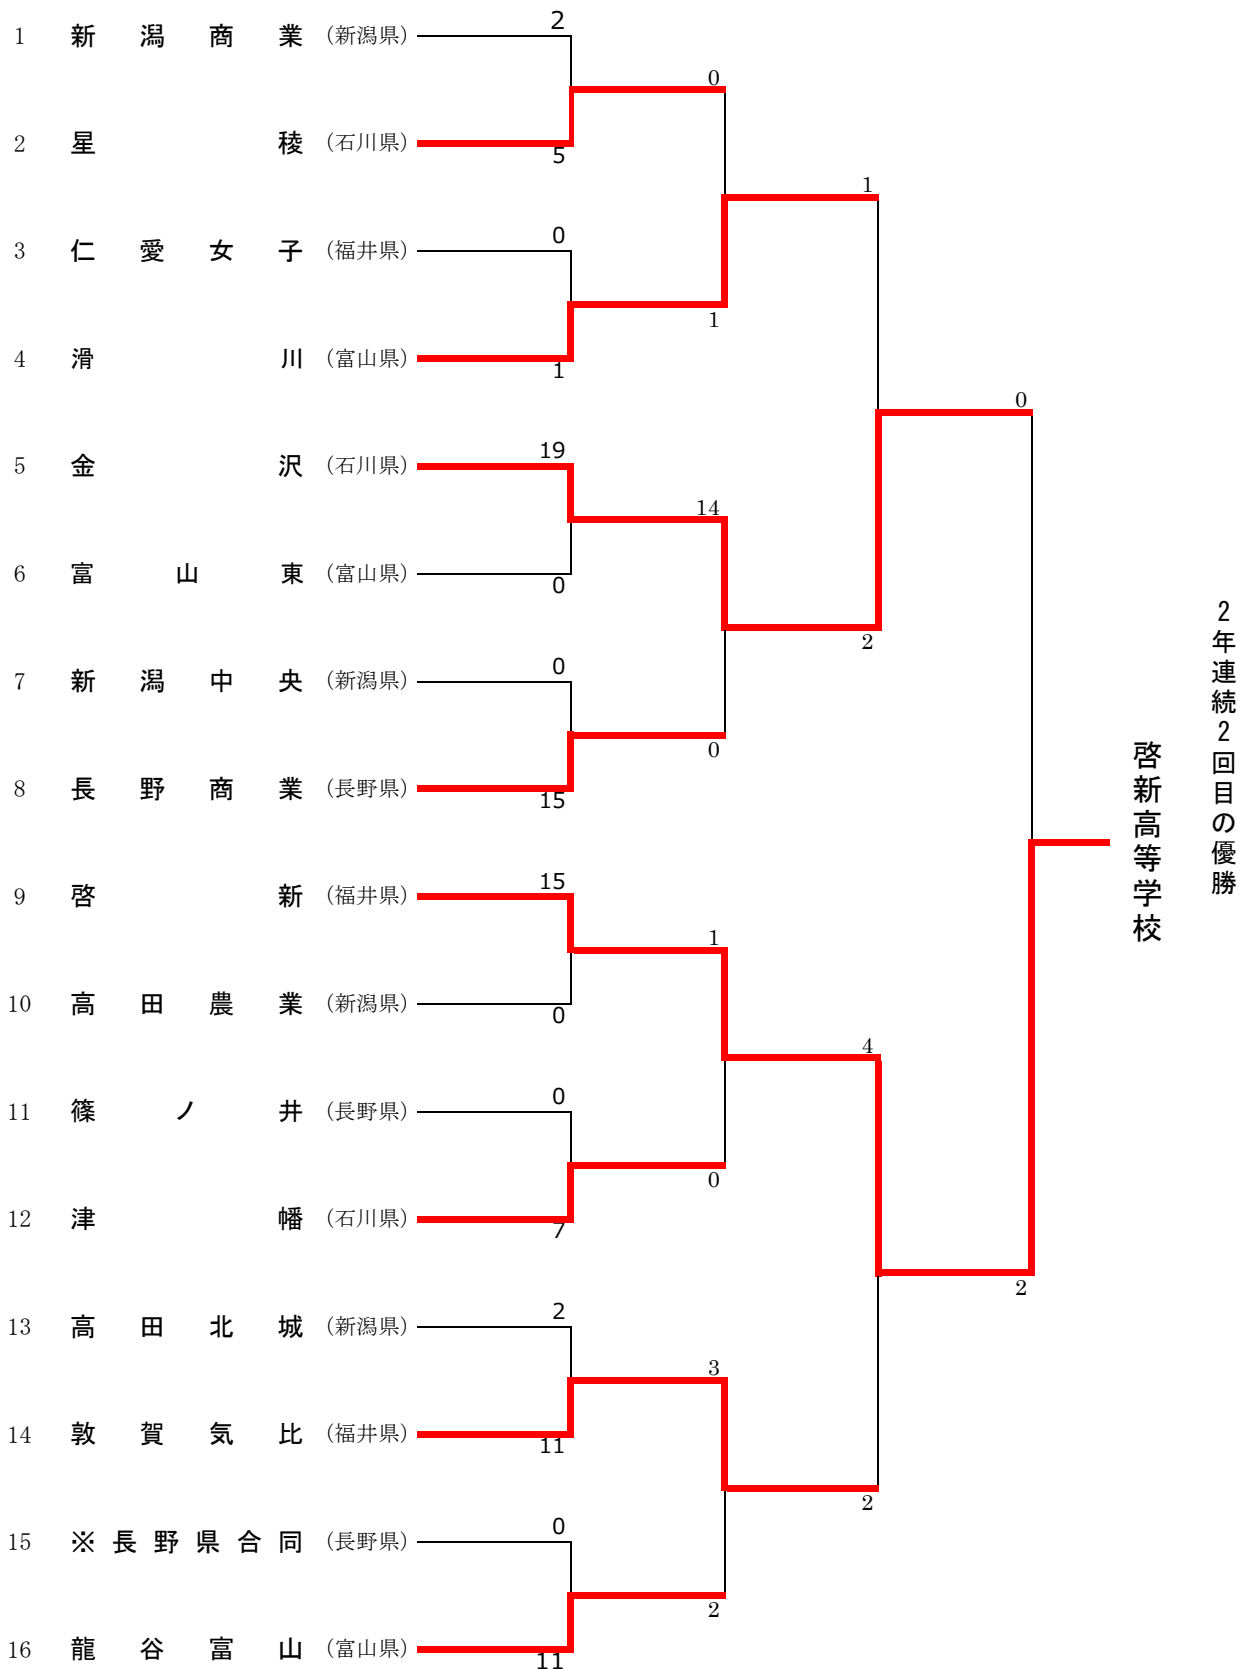 1 新潟商業 (新潟県) 2
0
2 星稜 (石川県) 5
1
3 仁愛女子 (福井県) 0
1
4 滑川 (富山県) 1
0
5 金沢 (石川県) 19
14
6 富山東 (富山県) 0
2
7 新潟中央 (新潟県) 0
0
8 長野商業 (長野県) 15
2年連続2回目の優勝
啓新高等学校
9 啓新 (福井県) 15
1
10 高田農業 (新潟県) 0
4
11 篠ノ井 (長野県) 0
0
12 津幡 (石川県) 7
2
13 高田北城 (新潟県) 2
3
14 敦賀気比 (福井県) 11
2
15 ※長野県合同 (長野県) 0
2
16 龍谷富山 (富山県) 11